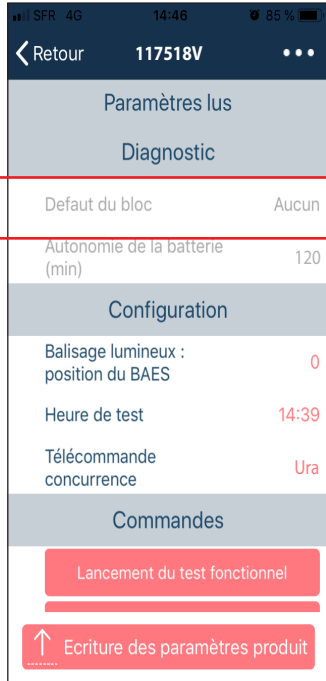 SFR 4G 14:46 85 %
Retour 117518V
Paramètres lus
Diagnostic
Defaut du bloc Aucun
Autonomie de la batterie
(min) 120
Configuration
Balisage lumineux :
position du BAES 0
Heure de test 14:39
Télécommande
concurrence Ura
Commandes
Lancement du test fonctionnel
Ecriture des paramètres produit